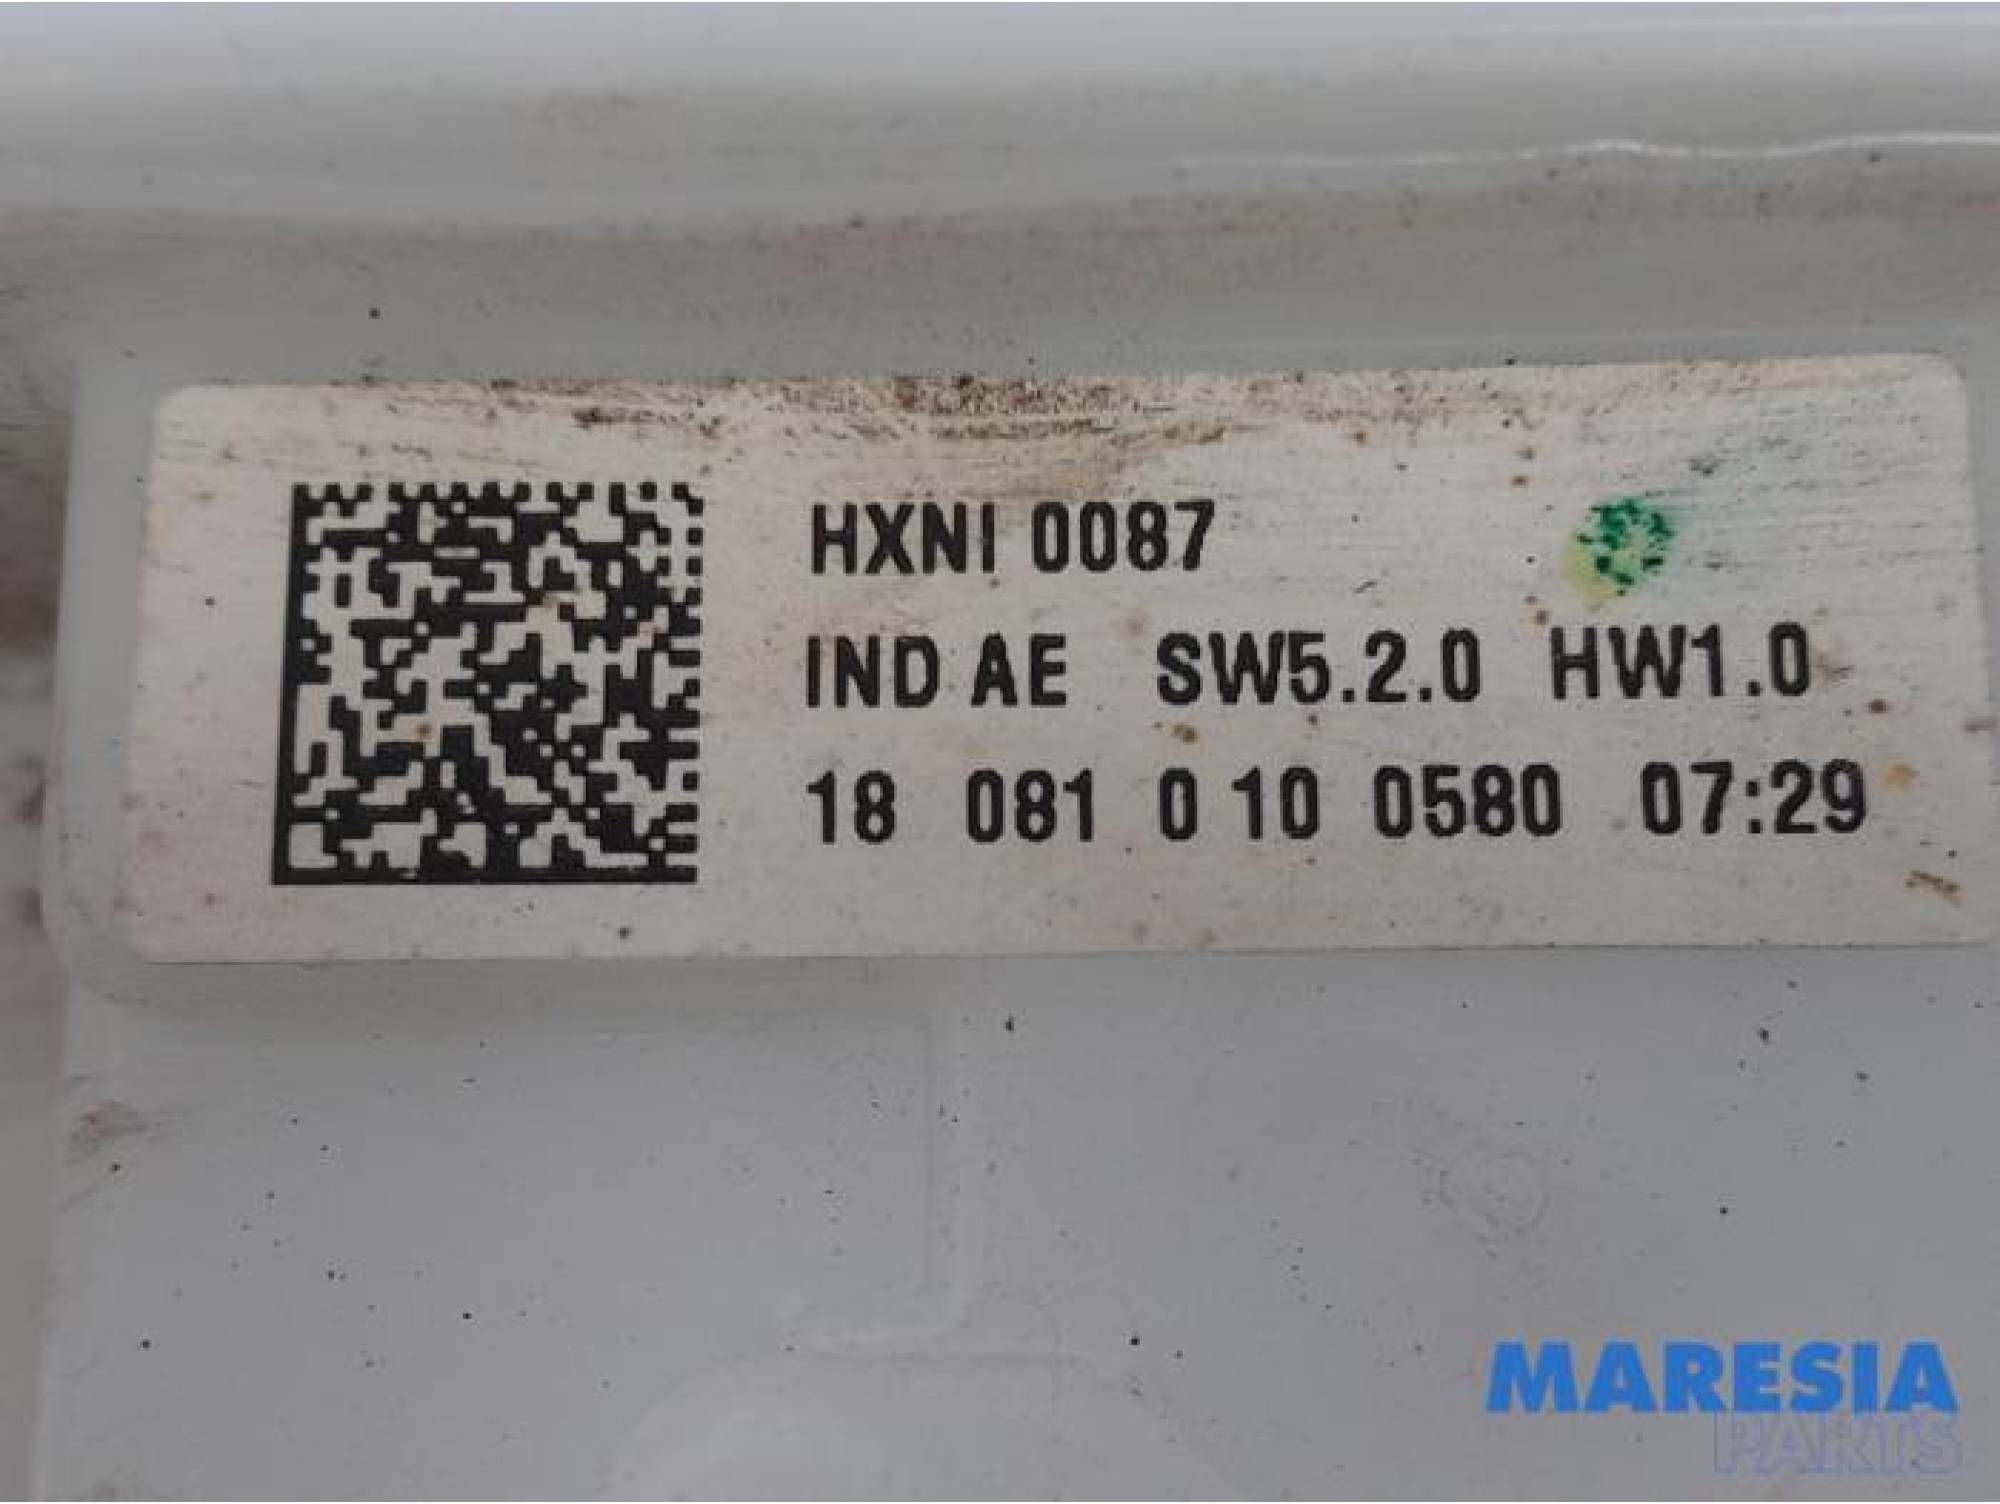 HXNI 0087
IND AE SW5.2.0 HW1.0
18 081 0 10 0580 07:29
MARESIA
PARTS